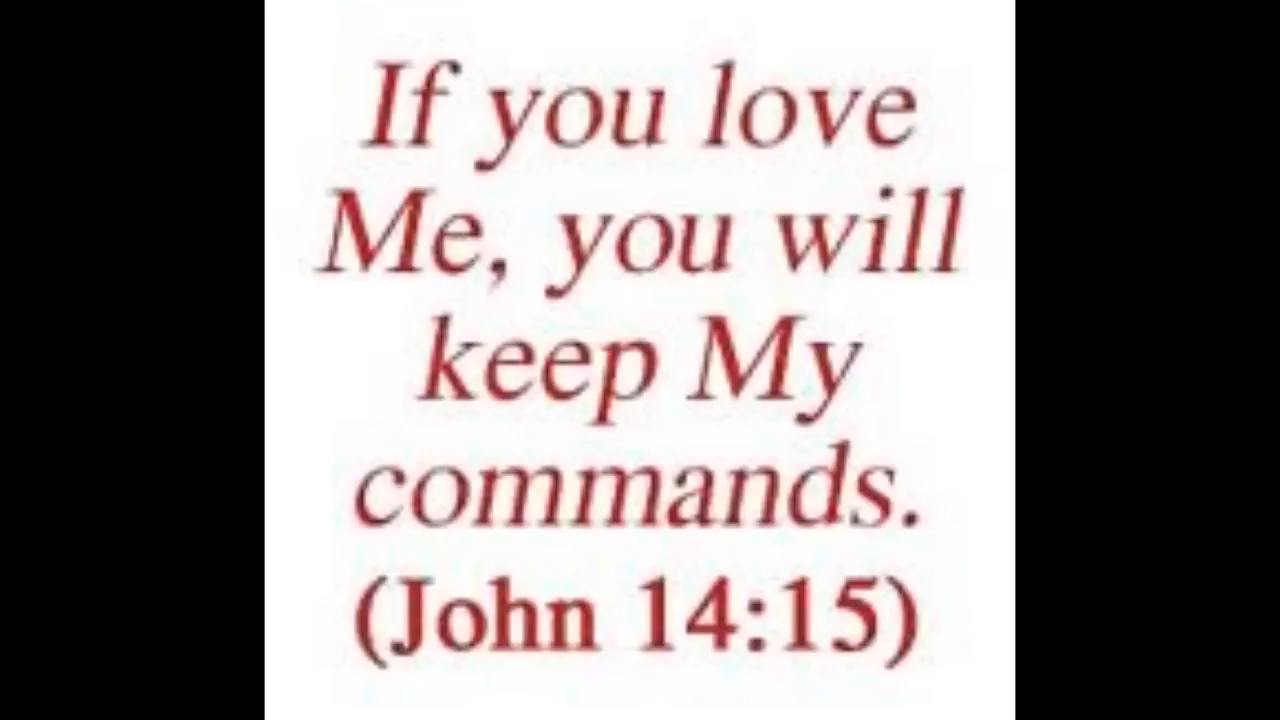 If you love
Me, you will
keep My
commands.
(John 14:15)